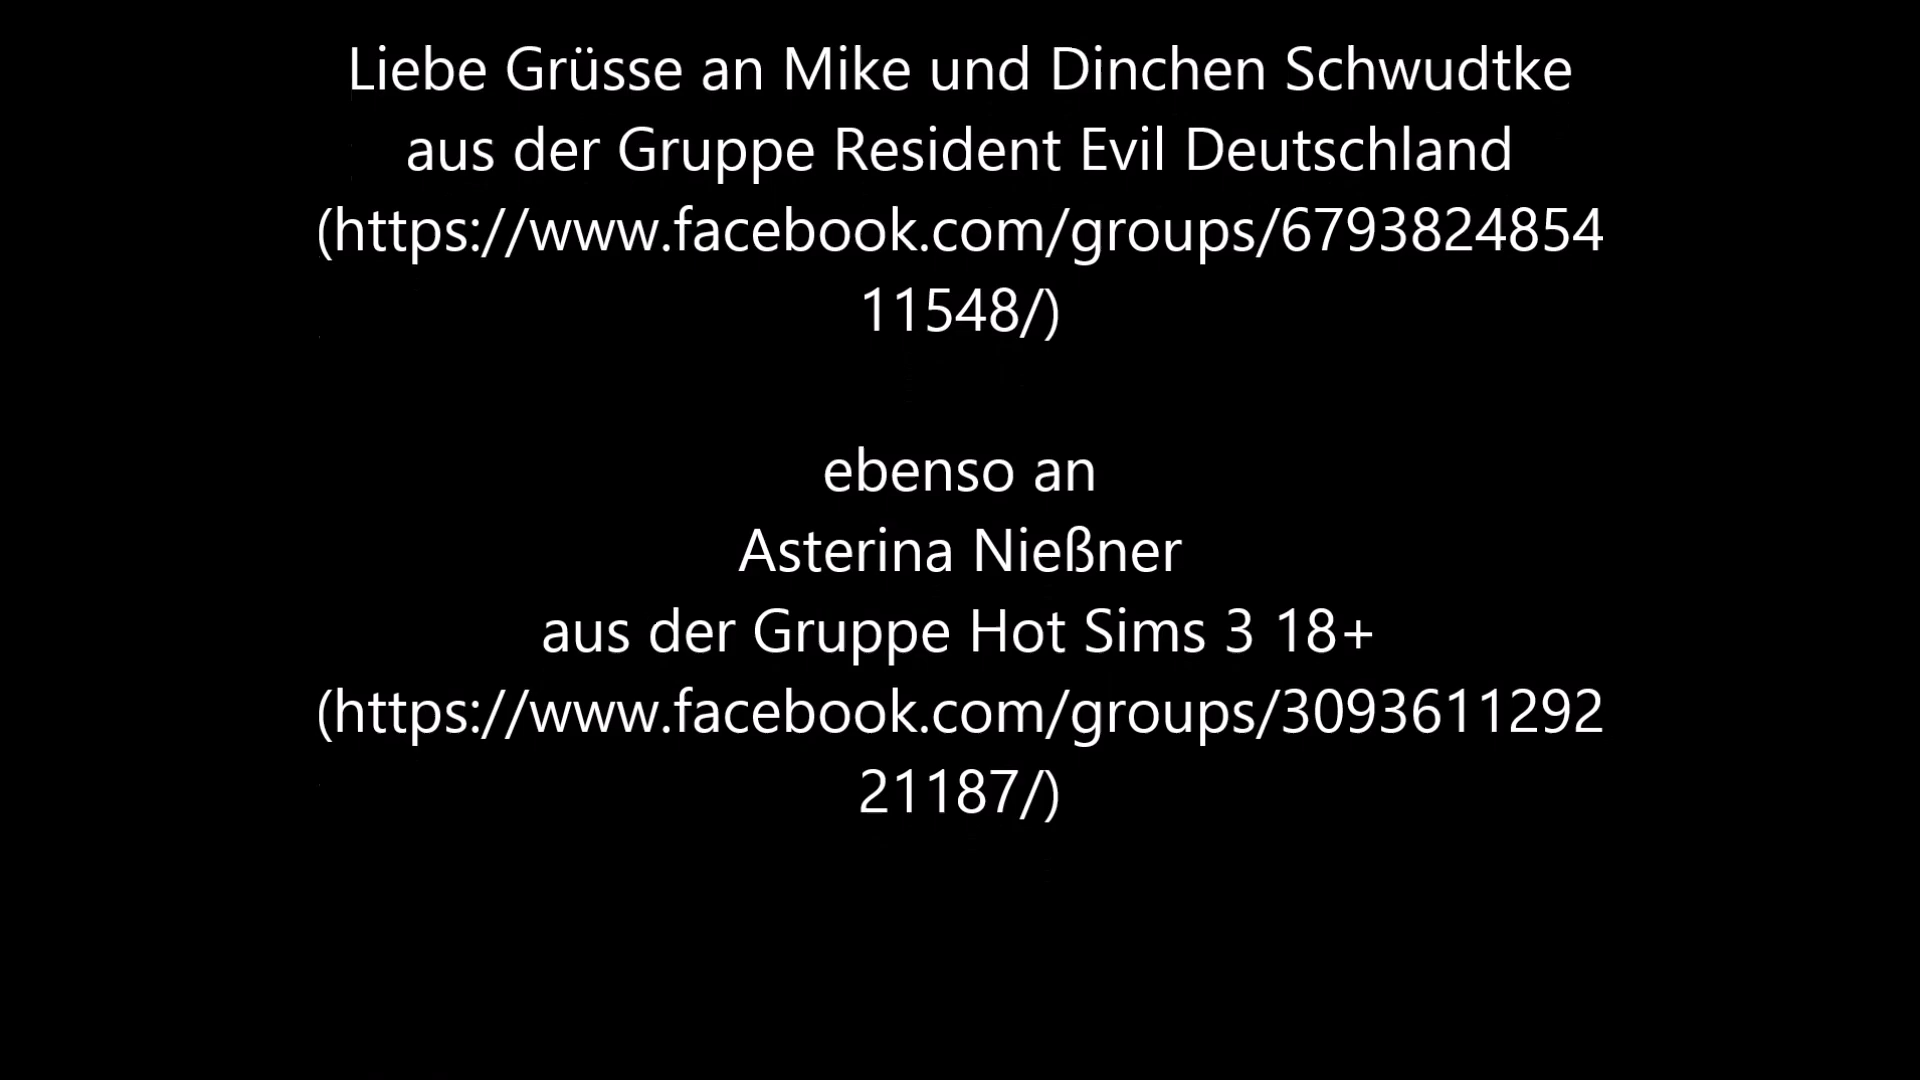 Liebe Grüsse an Mike und Dinchen Schwudtke
aus der Gruppe Resident Evil Deutschland
(https://www.facebook.com/groups/6793824854
11548/)
ebenso an
Asterina Nießner
aus der Gruppe Hot Sims 3 18+
(https://www.facebook.com/groups/3093611292
21187/)